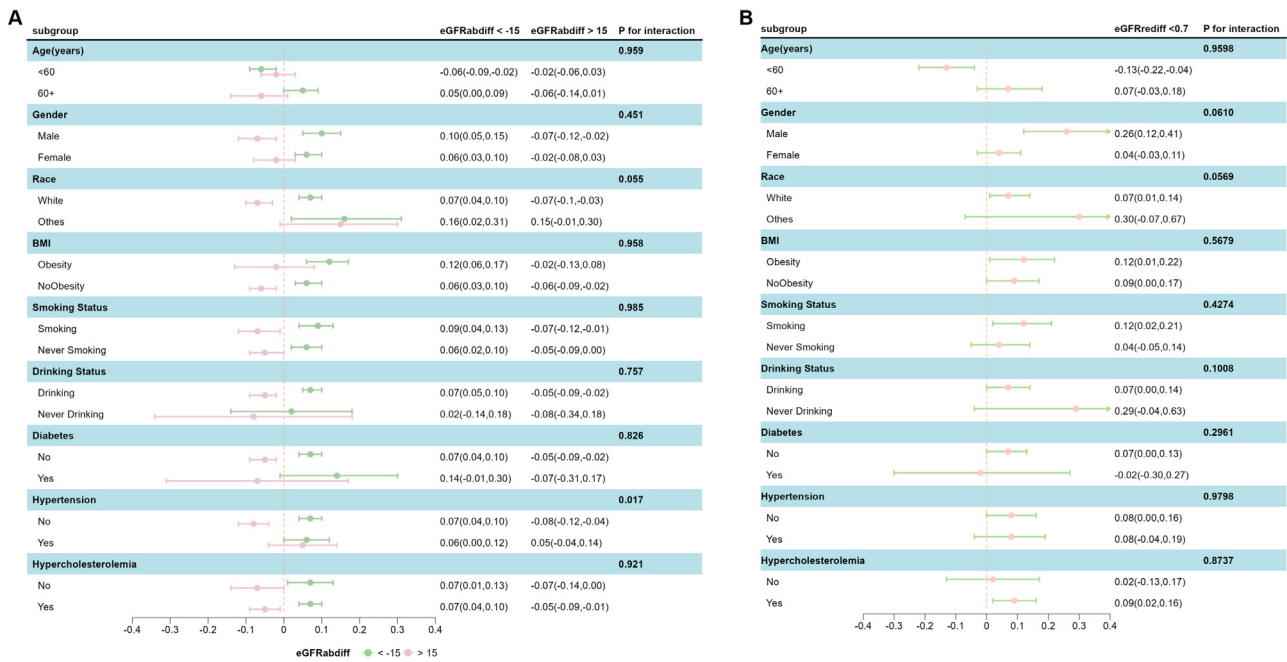 A
subgroup eGFRabdiff < -15 eGFRabdiff > 15 P for interaction
Age(years) 0.959
<60 -0.06(-0.09,-0.02) -0.02(-0.06,0.03)
60+ 0.05(0.00,0.09) -0.06(-0.14,0.01)
Gender 0.451
Male 0.10(0.05,0.15) -0.07(-0.12,-0.02)
Female 0.06(0.03,0.10) -0.02(-0.08,0.03)
Race 0.055
White 0.07(0.04,0.10) -0.07(-0.1,-0.03)
Othes 0.16(0.02,0.31) 0.15(-0.01,0.30)
BMI 0.958
Obesity 0.12(0.06,0.17) -0.02(-0.13,0.08)
NoObesity 0.06(0.03,0.10) -0.06(-0.09,-0.02)
Smoking Status 0.985
Smoking 0.09(0.04,0.13) -0.07(-0.12,-0.01)
Never Smoking 0.06(0.02,0.10) -0.05(-0.09,0.00)
Drinking Status 0.757
Drinking 0.07(0.05,0.10) -0.05(-0.09,-0.02)
Never Drinking 0.02(-0.14,0.18) -0.08(-0.34,0.18)
Diabetes 0.826
No 0.07(0.04,0.10) -0.05(-0.09,-0.02)
Yes 0.14(-0.01,0.30) -0.07(-0.31,0.17)
Hypertension 0.017
No 0.07(0.04,0.10) -0.08(-0.12,-0.04)
Yes 0.06(0.00,0.12) 0.05(-0.04,0.14)
Hypercholesterolemia 0.921
No 0.07(0.01,0.13) -0.07(-0.14,0.00)
Yes 0.07(0.04,0.10) -0.05(-0.09,-0.01)
-0.4 -0.3 -0.2 -0.1 0 0.1 0.2 0.3 0.4
eGFRabdiff < -15 > 15
B
subgroup eGFRrediff <0.7 P for interaction
Age(years) 0.9598
<60 -0.13(-0.22,-0.04)
60+ 0.07(-0.03,0.18)
Gender 0.0610
Male 0.26(0.12,0.41)
Female 0.04(-0.03,0.11)
Race 0.0569
White 0.07(0.01,0.14)
Othes 0.30(-0.07,0.67)
BMI 0.5679
Obesity 0.12(0.01,0.22)
NoObesity 0.09(0.00,0.17)
Smoking Status 0.4274
Smoking 0.12(0.02,0.21)
Never Smoking 0.04(-0.05,0.14)
Drinking Status 0.1008
Drinking 0.07(0.00,0.14)
Never Drinking 0.29(-0.04,0.63)
Diabetes 0.2961
No 0.07(0.00,0.13)
Yes -0.02(-0.30,0.27)
Hypertension 0.9798
No 0.08(0.00,0.16)
Yes 0.08(-0.04,0.19)
Hypercholesterolemia 0.8737
No 0.02(-0.13,0.17)
Yes 0.09(0.02,0.16)
-0.4 -0.3 -0.2 -0.1 0 0.1 0.2 0.3 0.4